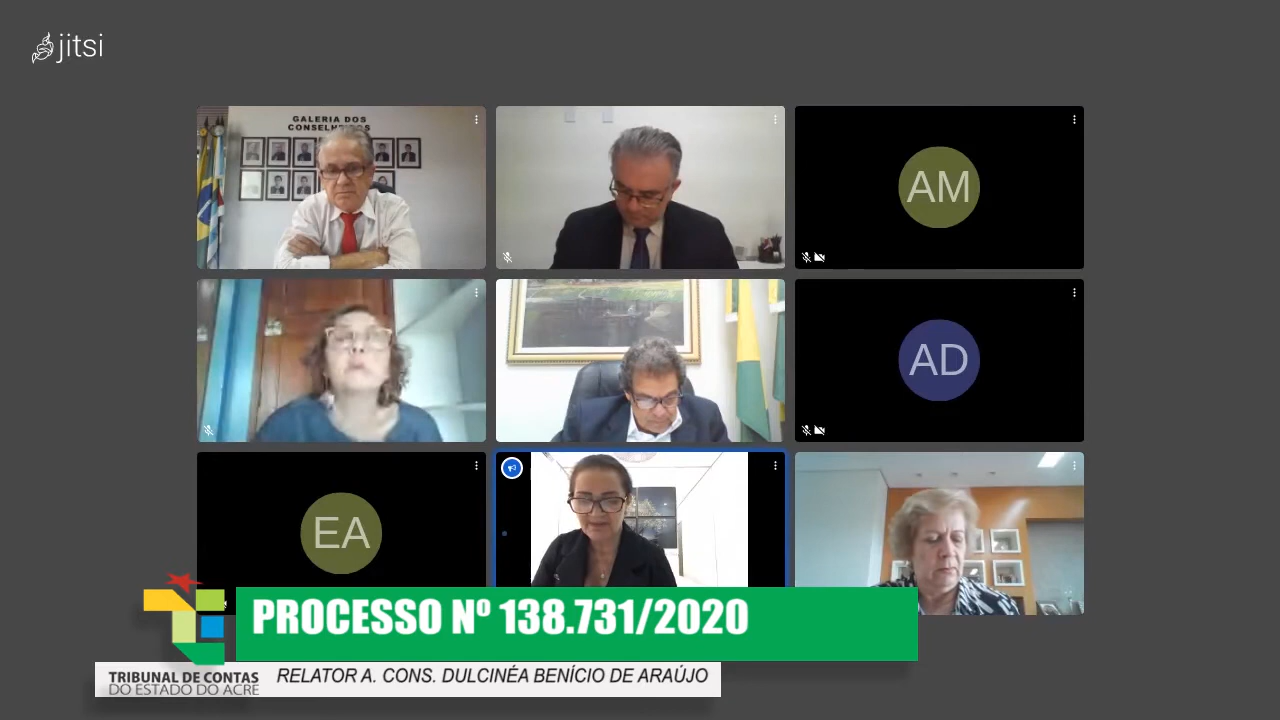 jitsi
GALERIA DOS
CONSELHEIROS
AM
AD
EA
PROCESSO Nº 138.731/2020
TRIBUNAL DE CONTAS
DO ESTADO DO ACRE
RELATOR A. CONS. DULCINÉA BENÍCIO DE ARAÚJO